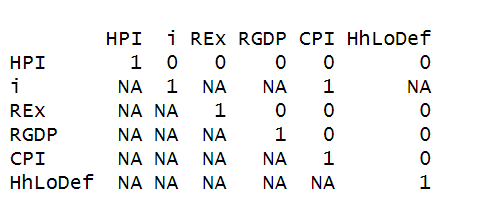 HPI i REx RGDP CPI HhLoDef
HPI 1 0 0 0 0 0
i NA 1 NA NA 1 NA
REx NA NA 1 0 0 0
RGDP NA NA NA 1 0 0
CPI NA NA NA NA 1 0
HhLoDef NA NA NA NA NA 1